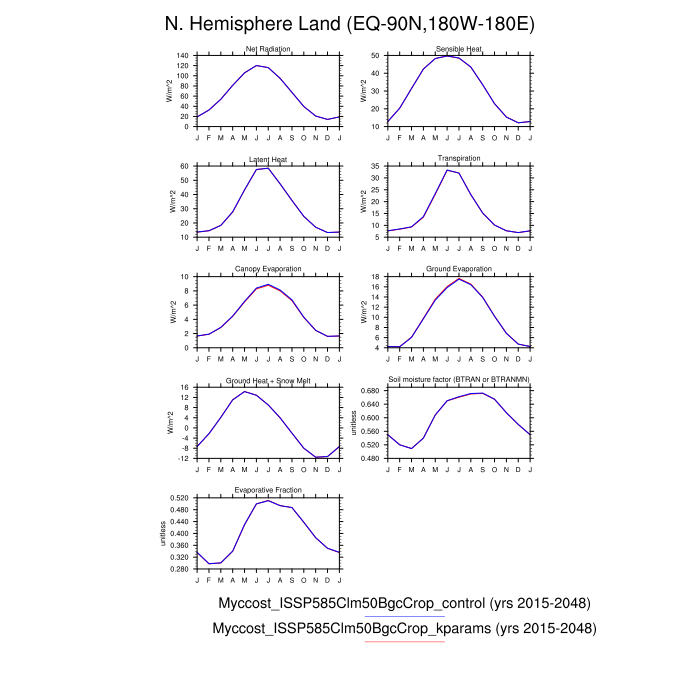 N. Hemisphere Land (EQ-90N,180W-180E)
Net Radiation
W/m^2
140
120
100
80
60
40
20
0
J F M A M J J A S O N D J
Sensible Heat
W/m^2
50
40
30
20
10
J F M A M J J A S O N D J
Latent Heat
W/m^2
60
50
40
30
20
10
J F M A M J J A S O N D J
Transpiration
W/m^2
35
30
25
20
15
10
5
J F M A M J J A S O N D J
Canopy Evaporation
W/m^2
10
8
6
4
2
0
J F M A M J J A S O N D J
Ground Evaporation
W/m^2
18
16
14
12
10
8
6
4
J F M A M J J A S O N D J
Ground Heat + Snow Melt
W/m^2
16
12
8
4
0
-4
-8
-12
J F M A M J J A S O N D J
Soil moisture factor (BTRAN or BTRANMN)
unitless
0.680
0.640
0.600
0.560
0.520
0.480
J F M A M J J A S O N D J
Evaporative Fraction
unitless
0.520
0.480
0.440
0.400
0.360
0.320
0.280
J F M A M J J A S O N D J
Myccost_ISSP585Clm50BgcCrop_control (yrs 2015-2048)
Myccost_ISSP585Clm50BgcCrop_kparams (yrs 2015-2048)